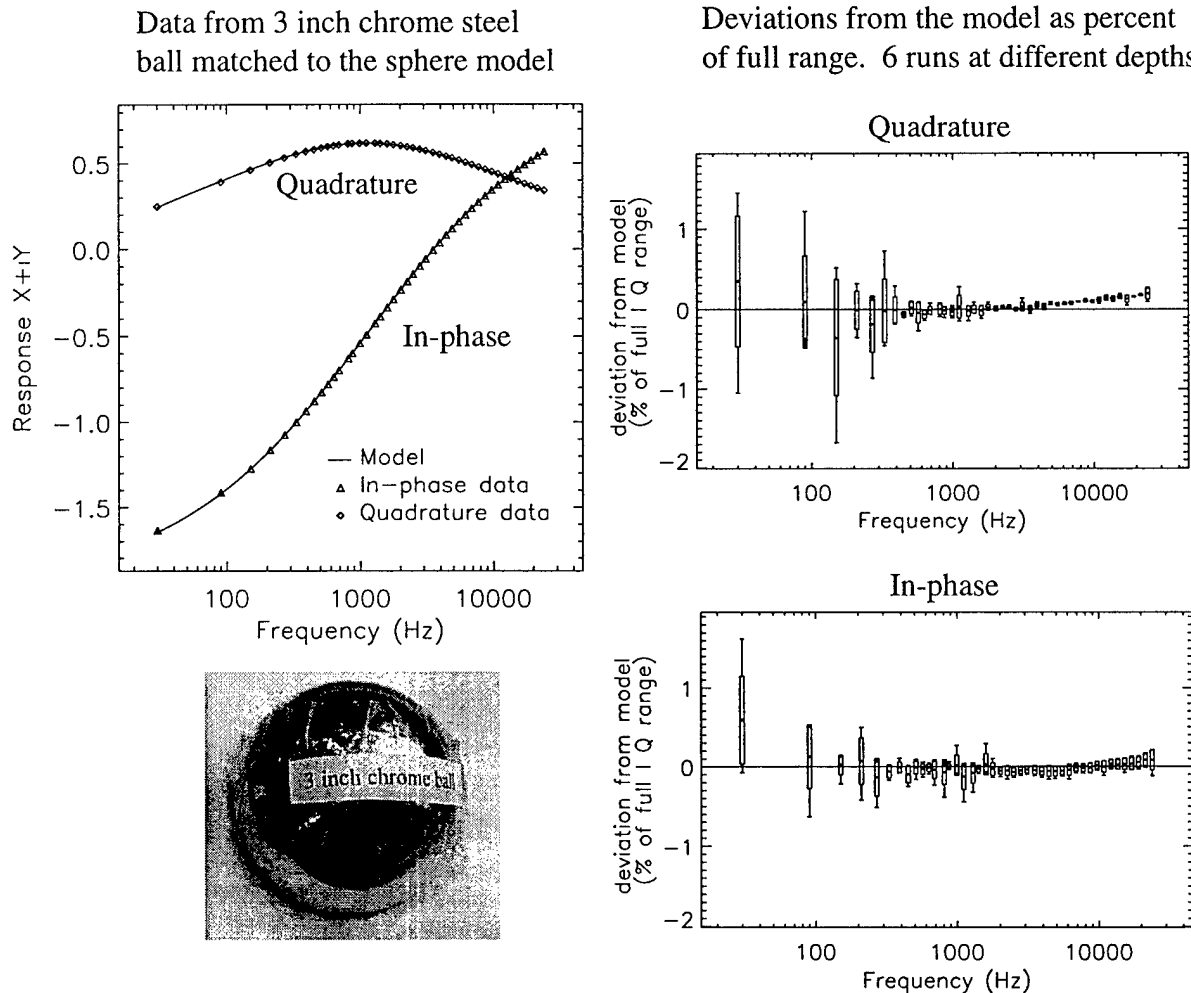 Data from 3 inch chrome steel
ball matched to the sphere model
Deviations from the model as percent
of full range. 6 runs at different depths
0.5
0.0
−0.5
−1.0
−1.5
Response X+iY
Quadrature
In-phase
— Model
△ In-phase data
◇ Quadrature data
100 1000 10000
Frequency (Hz)
3 inch chrome ball
Quadrature
1
0
−1
−2
deviation from model
(% of full I Q range)
100 1000 10000
Frequency (Hz)
In-phase
1
0
−1
−2
deviation from model
(% of full I Q range)
100 1000 10000
Frequency (Hz)